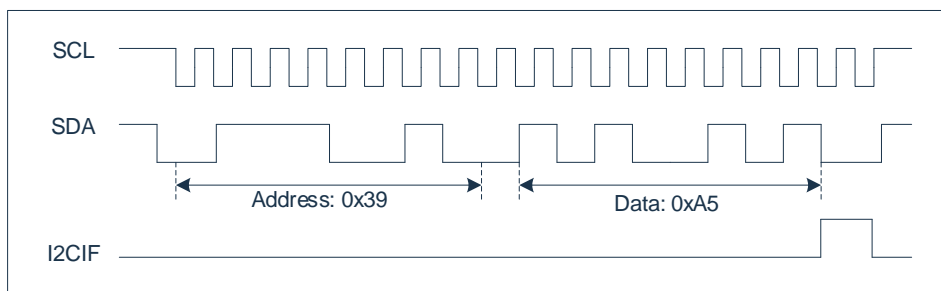 SCL
SDA
Address: 0x39
Data: 0xA5
I2CIF